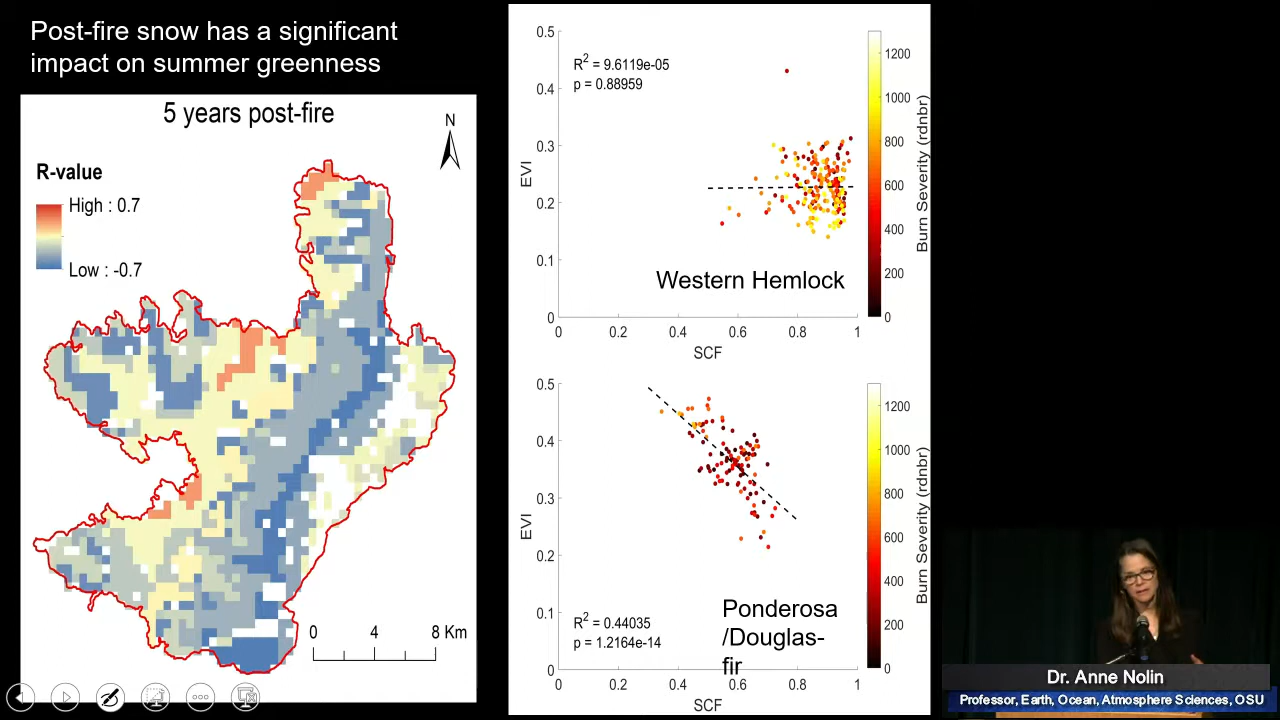 Post-fire snow has a significant
impact on summer greenness
5 years post-fire
N
R-value
High : 0.7
Low : -0.7
0 4 8 Km
0.5
0.4
0.3
0.2
0.1
0
EVI
R² = 9.6119e-05
p = 0.88959
Western Hemlock
0 0.2 0.4 0.6 0.8 1
SCF
1200
1000
800
600
400
200
0
Burn Severity (rdnbr)
0.5
0.4
0.3
0.2
0.1
0
EVI
R² = 0.44035
p = 1.2164e-14
Ponderosa
/Douglas-
fir
0 0.2 0.4 0.6 0.8 1
SCF
1200
1000
800
600
400
200
0
Burn Severity (rdnbr)
Dr. Anne Nolin
Professor, Earth, Ocean, Atmosphere Sciences, OSU